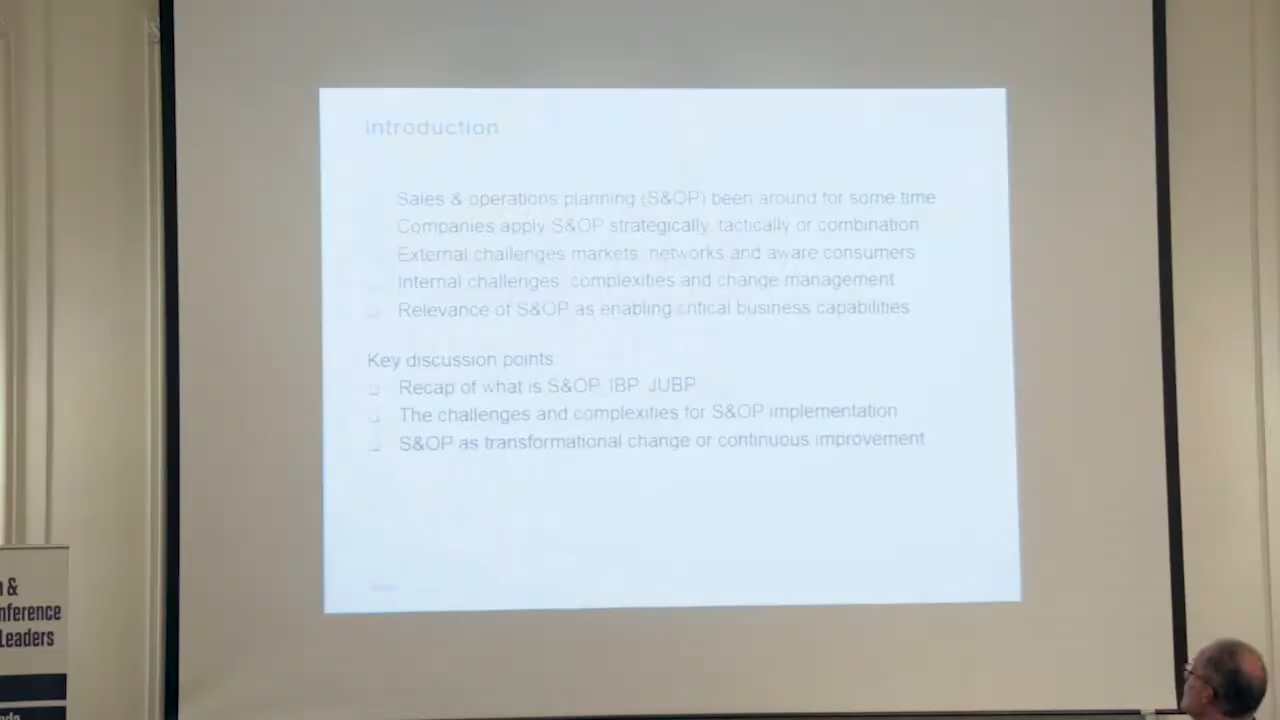 Introduction
Sales & operations planning (S&OP) been around for some time
Companies apply S&OP strategically, tactically or combination
External challenges markets, networks and aware consumers
Internal challenges, complexities and change management
Relevance of S&OP as enabling critical business capabilities
Key discussion points:
Recap of what is S&OP, IBP, JUBP
The challenges and complexities for S&OP implementation
S&OP as transformational change or continuous improvement
&
nference
Leaders